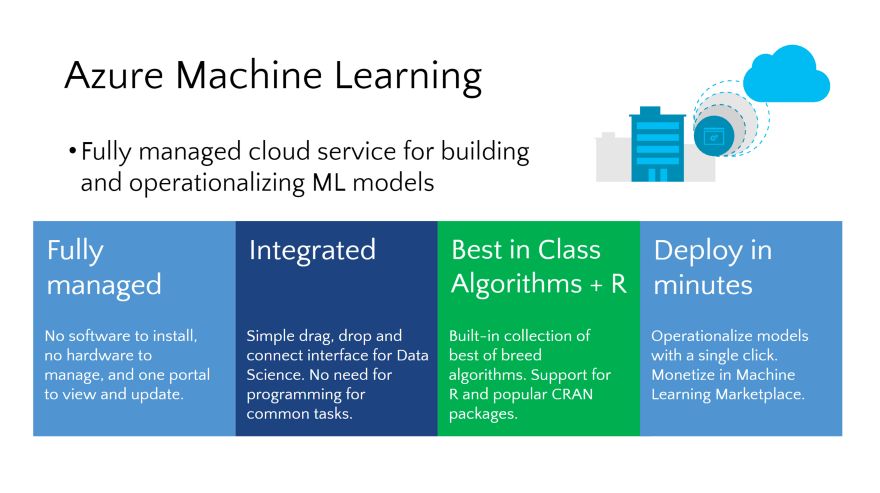 Azure Machine Learning
• Fully managed cloud service for building
and operationalizing ML models
Fully
managed
No software to install,
no hardware to
manage, and one portal
to view and update.
Integrated
Simple drag, drop and
connect interface for Data
Science. No need for
programming for
common tasks.
Best in Class
Algorithms + R
Built-in collection of
best of breed
algorithms. Support for
R and popular CRAN
packages.
Deploy in
minutes
Operationalize models
with a single click.
Monetize in Machine
Learning Marketplace.